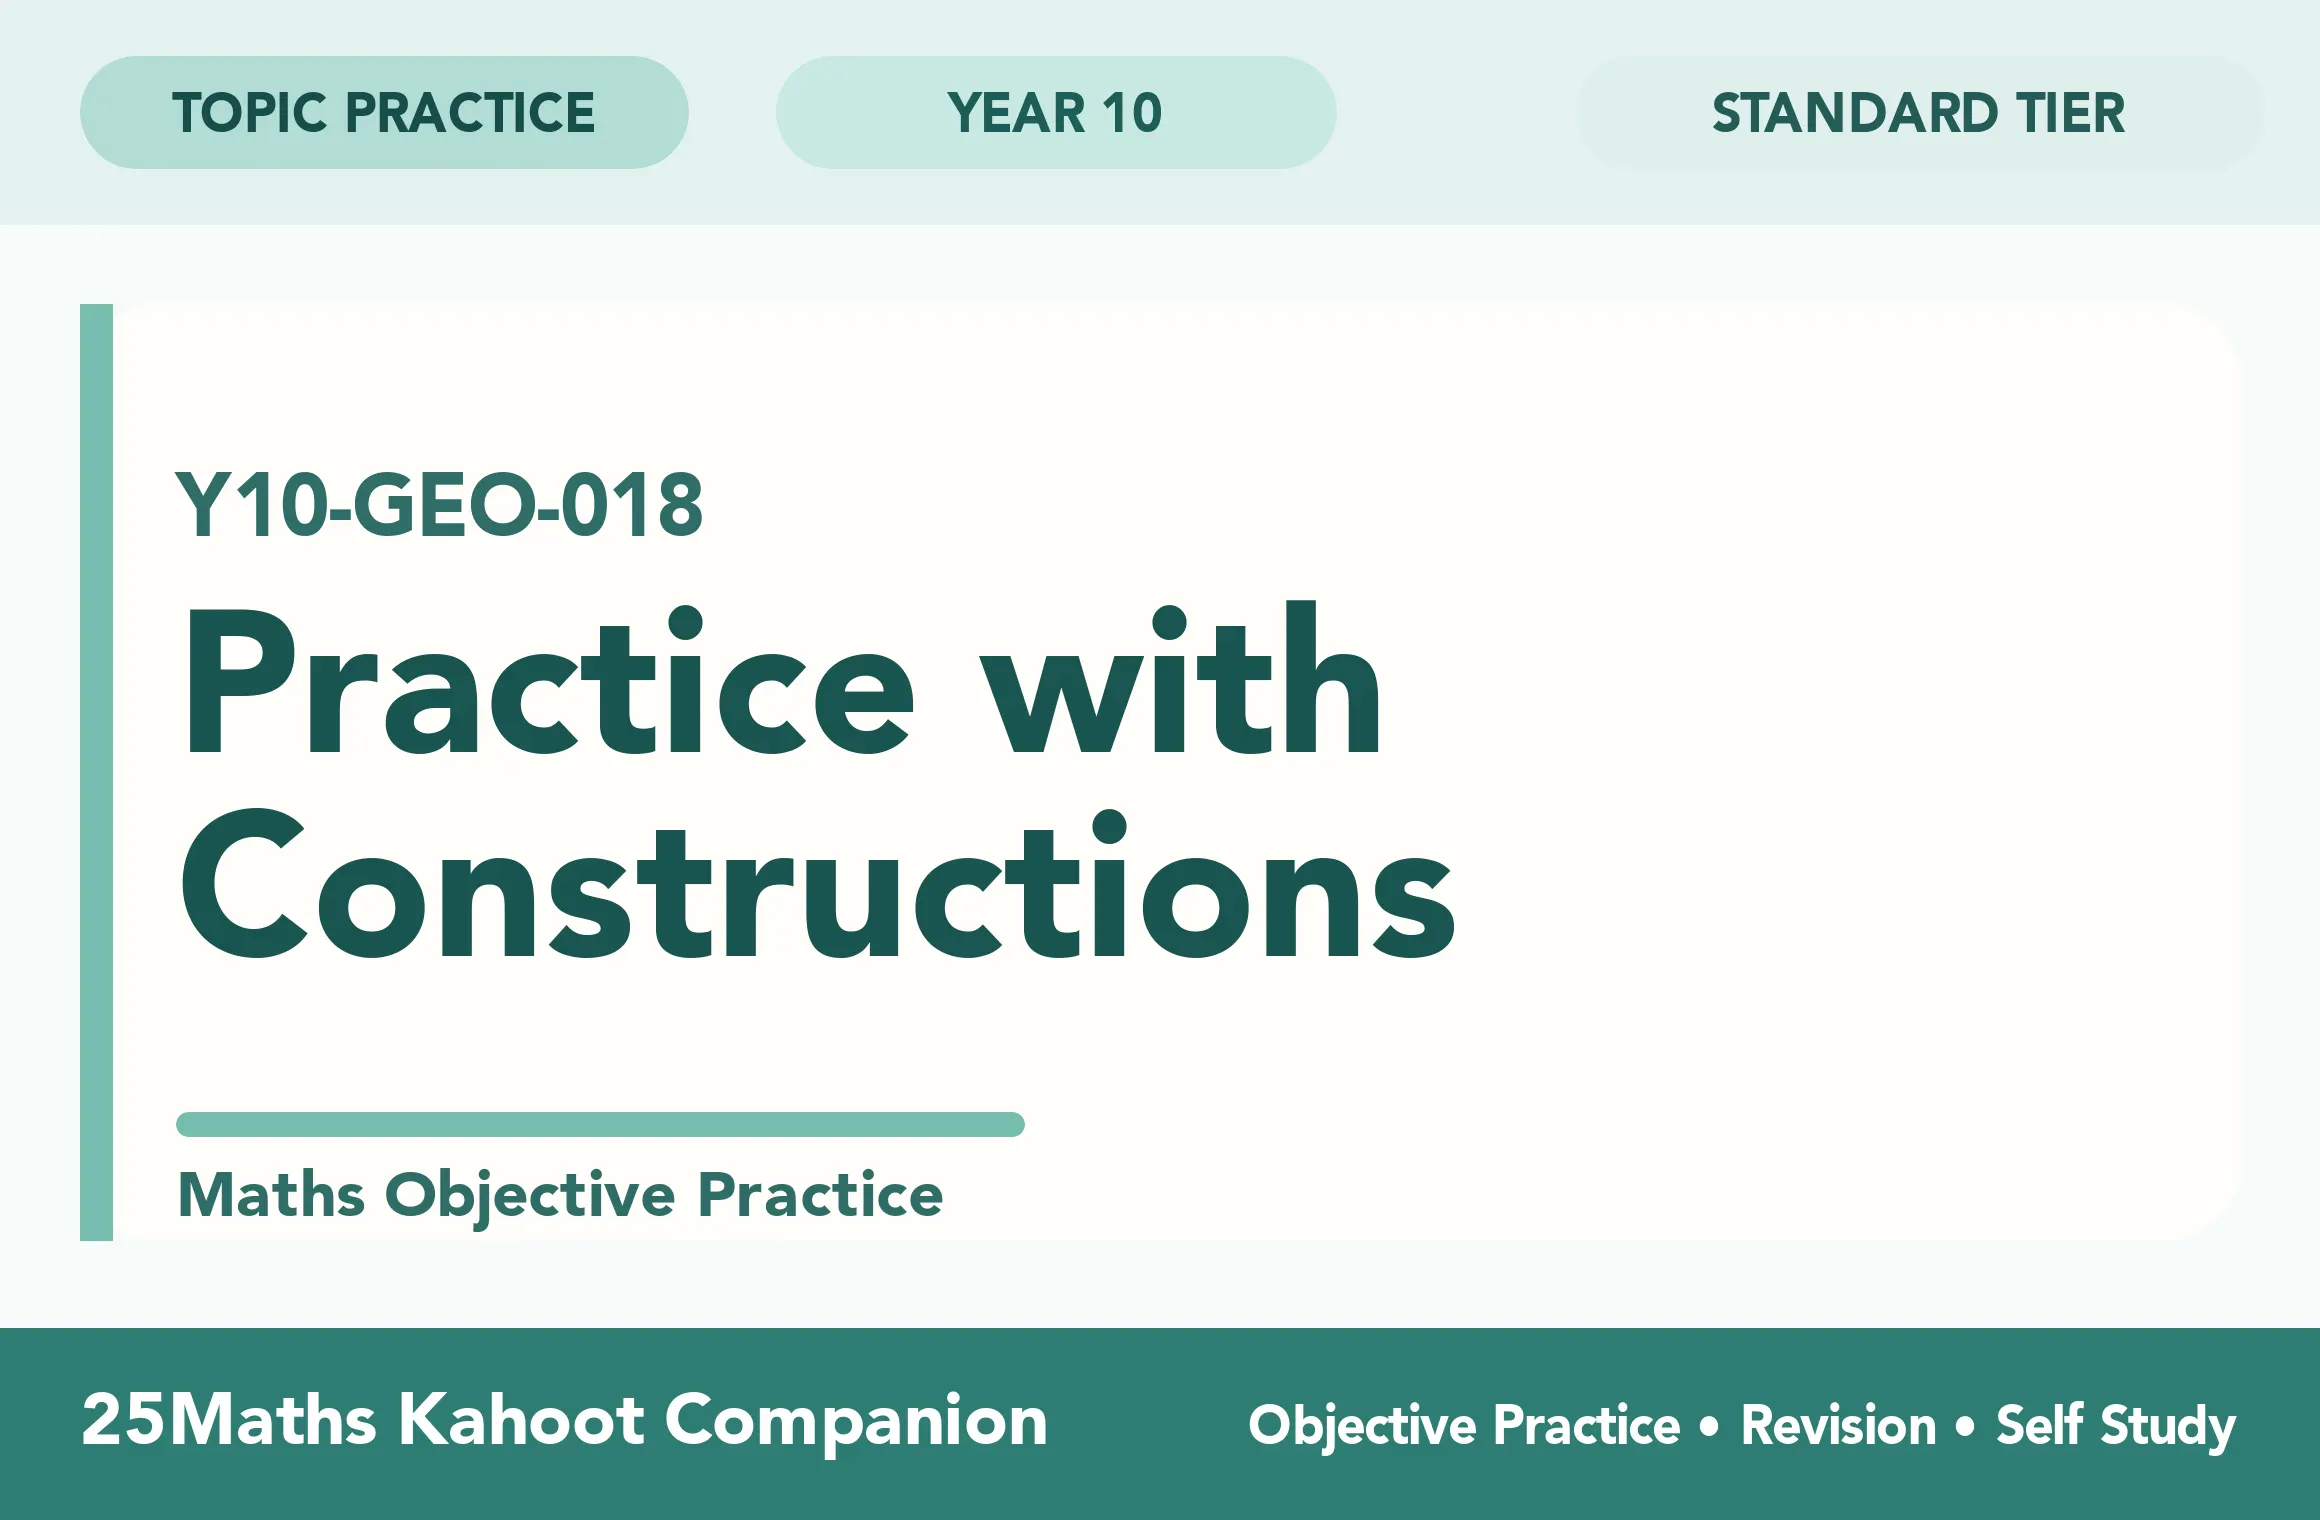 TOPIC PRACTICE
YEAR 10
STANDARD TIER
Y10-GEO-018
Practice with
Constructions
Maths Objective Practice
25Maths Kahoot Companion
Objective Practice • Revision • Self Study